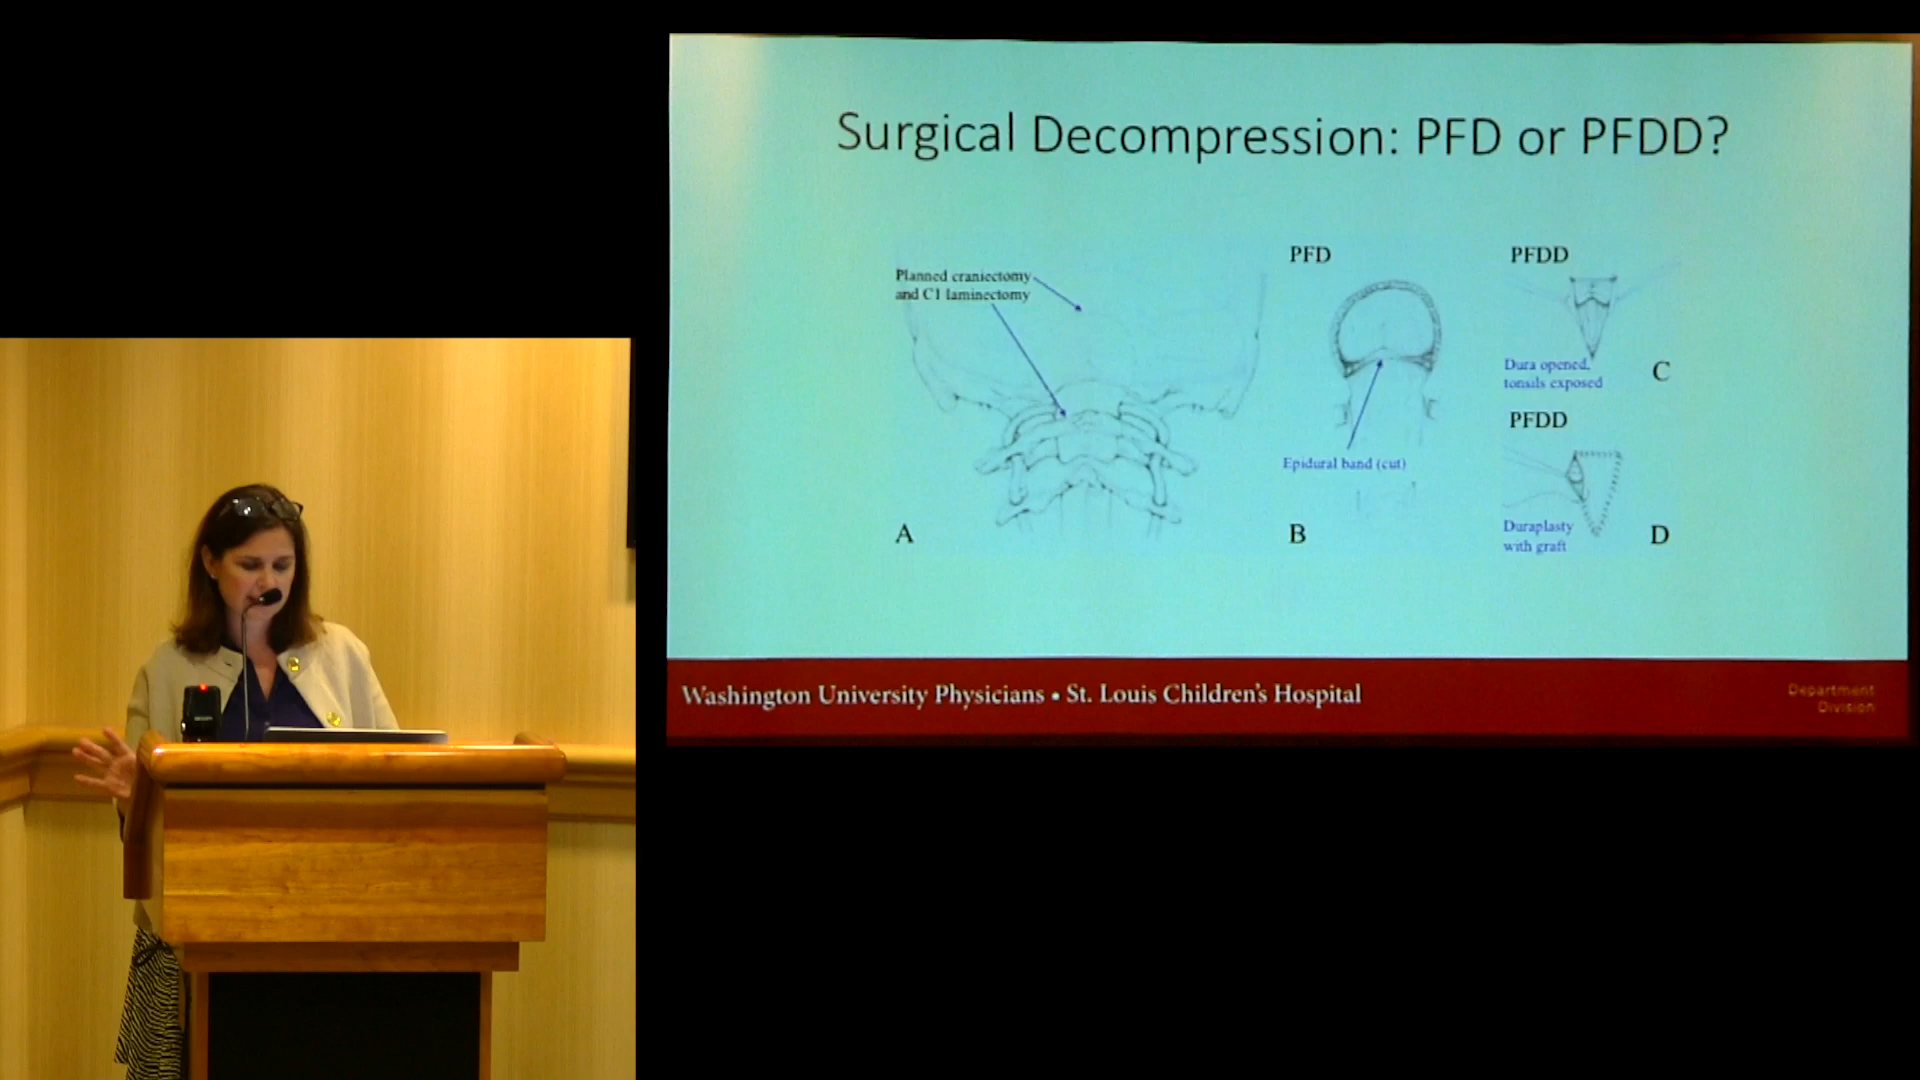 Surgical Decompression: PFD or PFDD?
Planned craniectomy
and C1 laminectomy
A
PFD
Epidural band (cut)
B
PFDD
Dura opened,
tonsils exposed
C
PFDD
Duraplasty
with graft
D
Washington University Physicians • St. Louis Children's Hospital
Department
Division